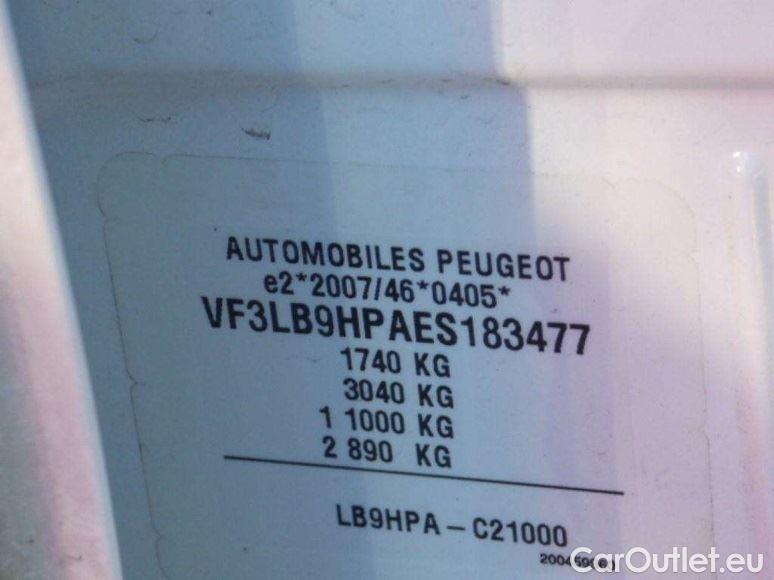 AUTOMOBILES PEUGEOT
e2*2007/46*0405*
VF3LB9HPAES183477
1740 KG
3040 KG
1 1000 KG
2 890 KG
LB9HPA – C21000
CarOutlet.eu